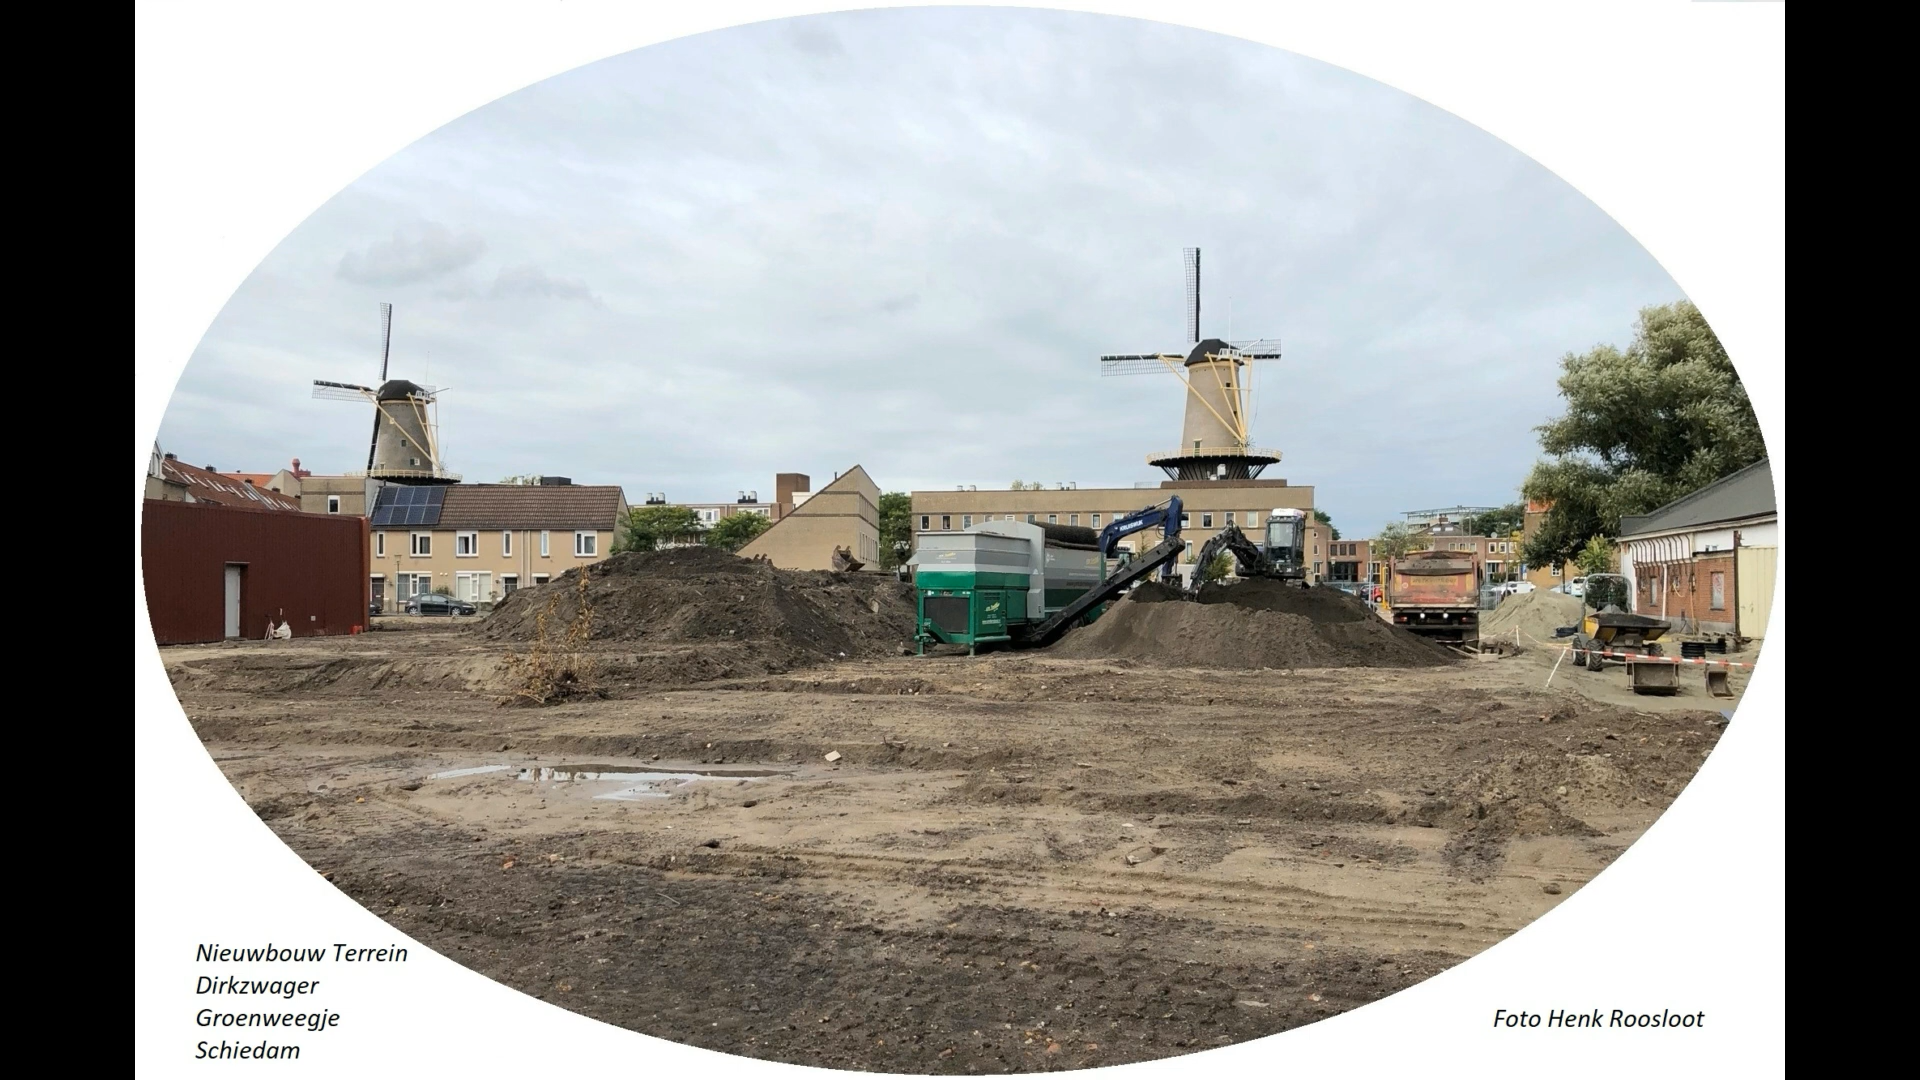 Nieuwbouw Terrein
Dirkzwager
Groenweegje
Schiedam
Foto Henk Roosloot